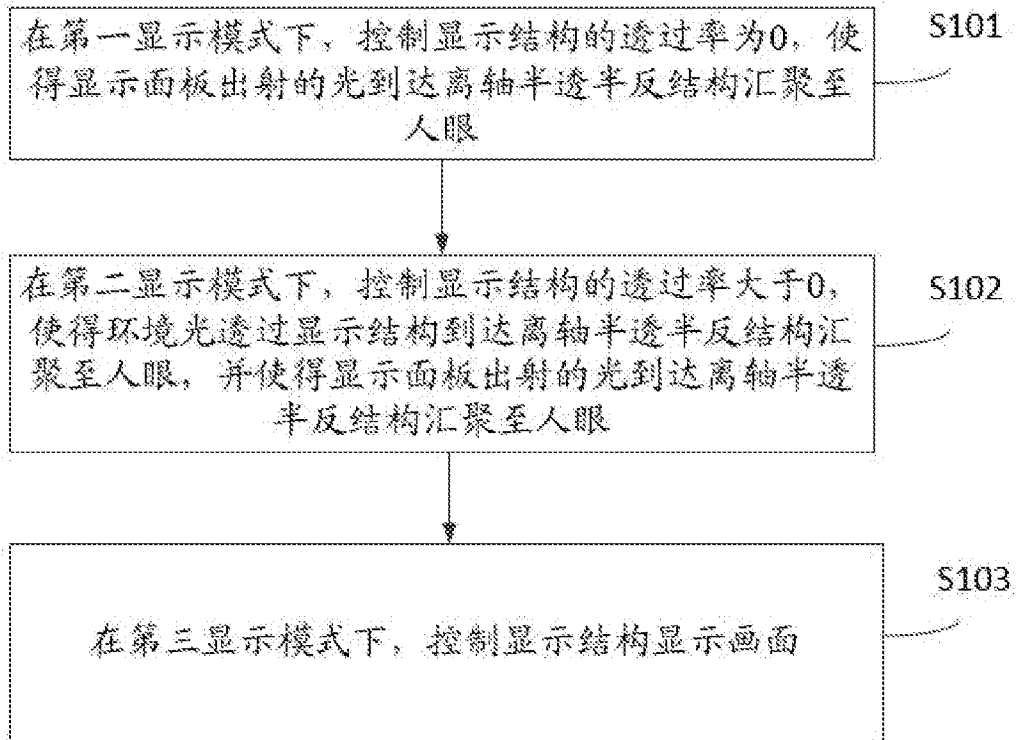 在第一显示模式下，控制显示结构的透过率为0，使
得显示面板出射的光到达离轴半透半反结构汇聚至
人眼
S101
在第二显示模式下，控制显示结构的透过率大于0，
使得环境光透过显示结构到达离轴半透半反结构汇
聚至人眼，并使得显示面板出射的光到达离轴半透
半反结构汇聚至人眼
S102
在第三显示模式下，控制显示结构显示画面
S103